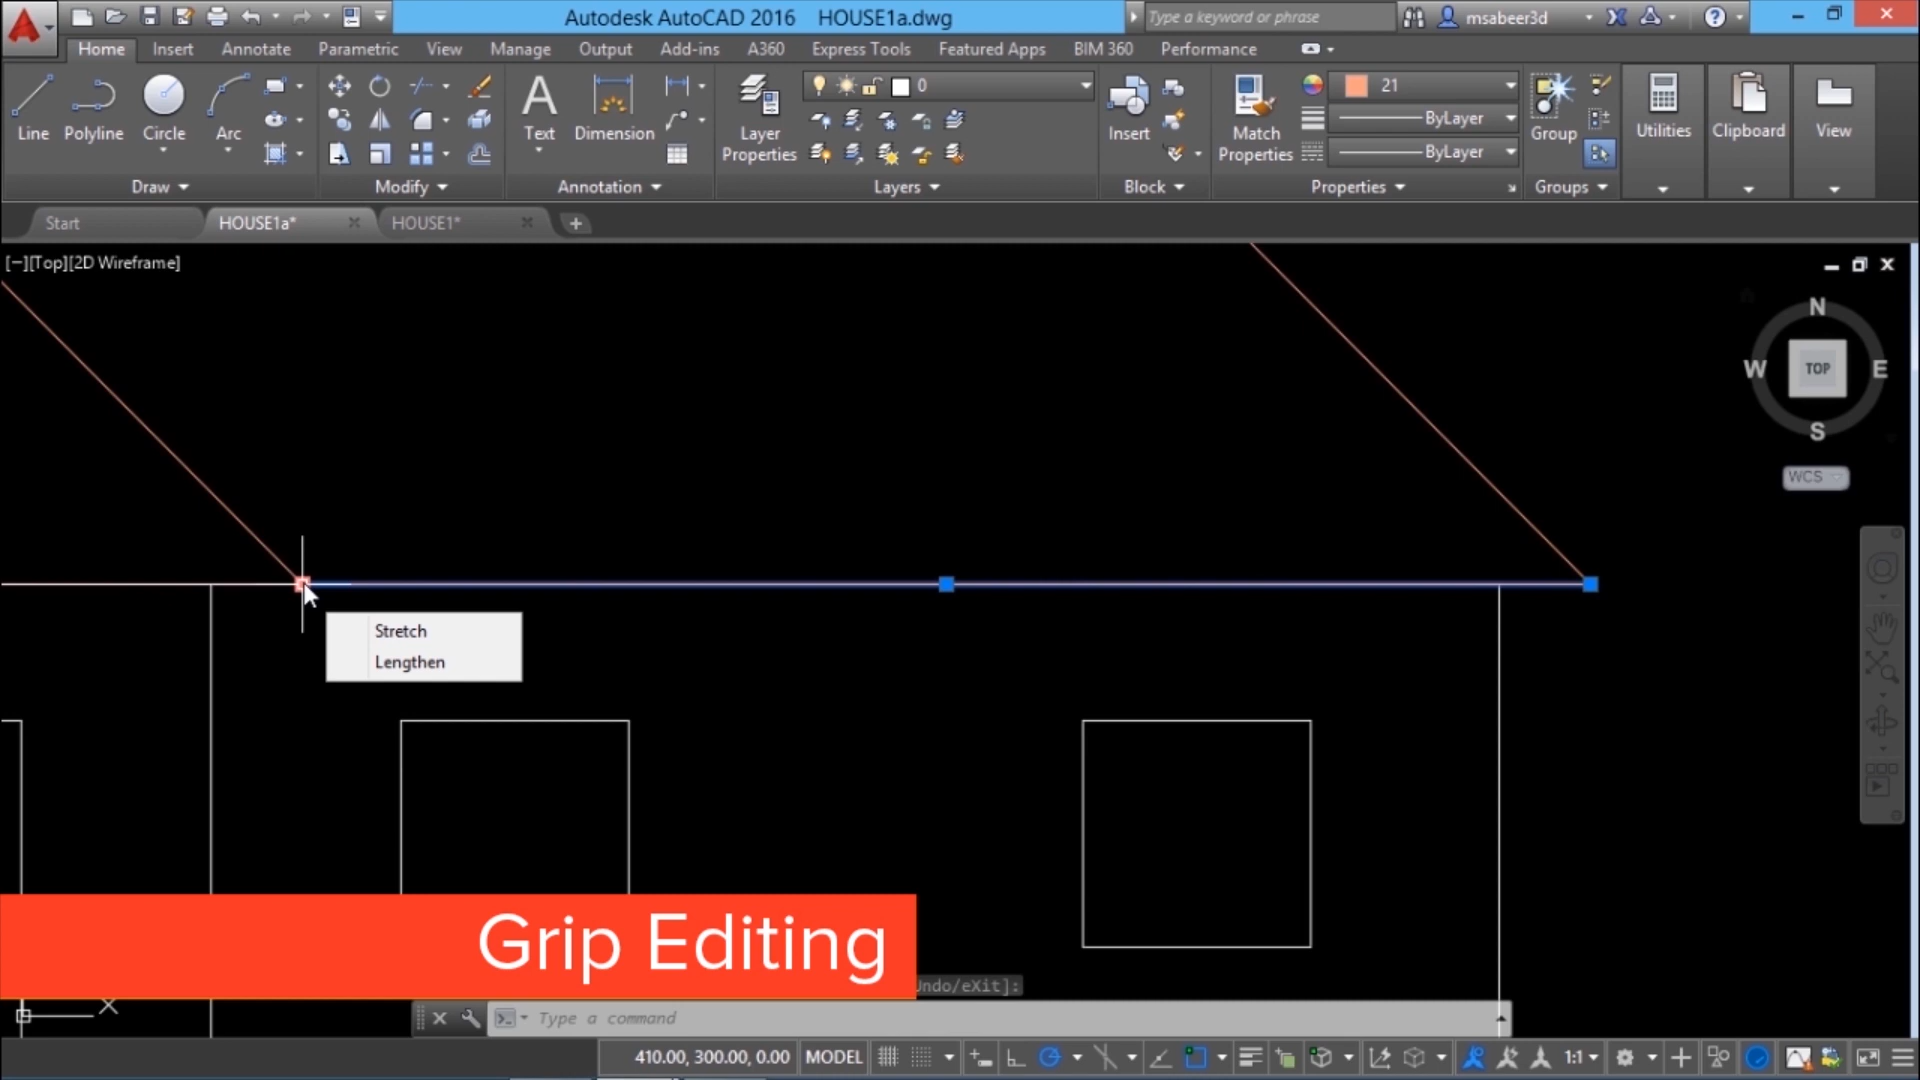 Autodesk AutoCAD 2016 HOUSE1a.dwg
Type a keyword or phrase
msabeer3d
Home Insert Annotate Parametric View Manage Output Add-ins A360 Express Tools Featured Apps BIM 360 Performance
Line Polyline Circle Arc
Text Dimension
Layer Properties
0
Insert
Match Properties
21
ByLayer
ByLayer
Group
Utilities Clipboard View
Draw Modify Annotation Layers Block Properties Groups
Start HOUSE1a* HOUSE1*
[−][Top][2D Wireframe]
N
W TOP E
S
WCS
Stretch
Lengthen
Grip Editing
Undo/eXit]:
X
Type a command
410.00, 300.00, 0.00 MODEL 1:1